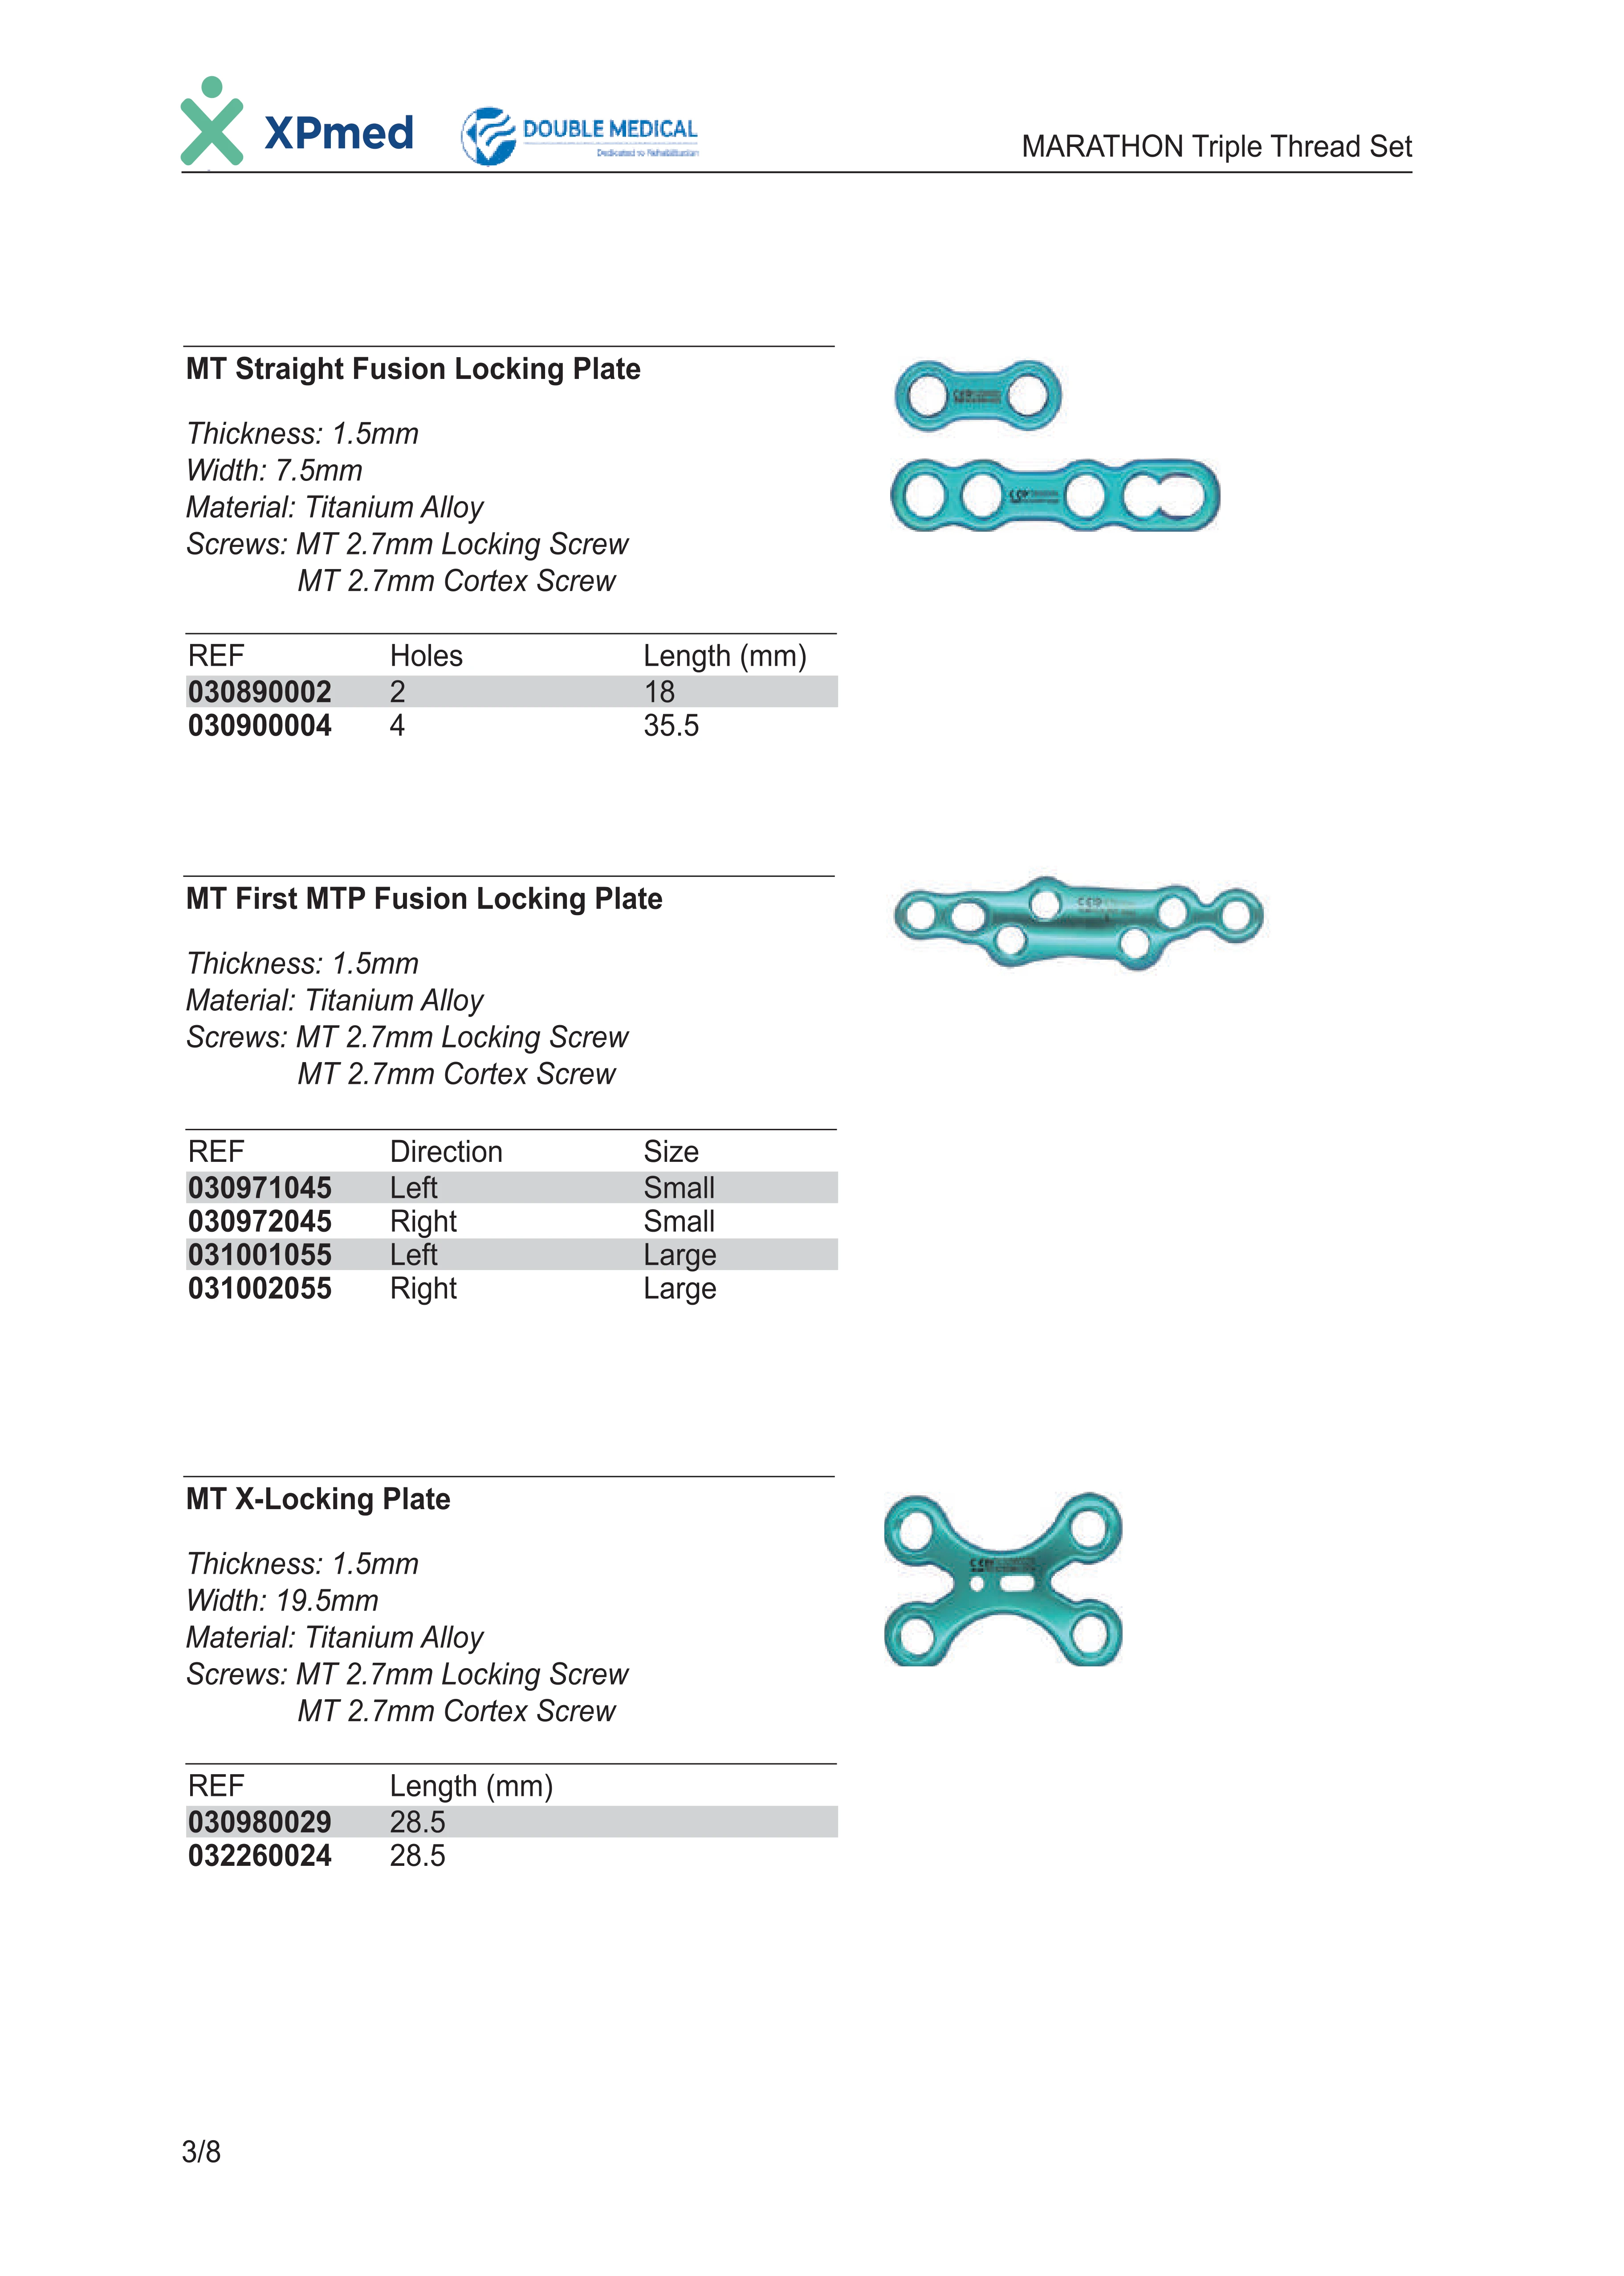 XPmed
DOUBLE MEDICAL
Dedicated to Rehabilitation
MARATHON Triple Thread Set
MT Straight Fusion Locking Plate
Thickness: 1.5mm
Width: 7.5mm
Material: Titanium Alloy
Screws: MT 2.7mm Locking Screw
MT 2.7mm Cortex Screw
REF Holes Length (mm)
030890002 2 18
030900004 4 35.5
MT First MTP Fusion Locking Plate
Thickness: 1.5mm
Material: Titanium Alloy
Screws: MT 2.7mm Locking Screw
MT 2.7mm Cortex Screw
REF Direction Size
030971045 Left Small
030972045 Right Small
031001055 Left Large
031002055 Right Large
MT X-Locking Plate
Thickness: 1.5mm
Width: 19.5mm
Material: Titanium Alloy
Screws: MT 2.7mm Locking Screw
MT 2.7mm Cortex Screw
REF Length (mm)
030980029 28.5
032260024 28.5
3/8